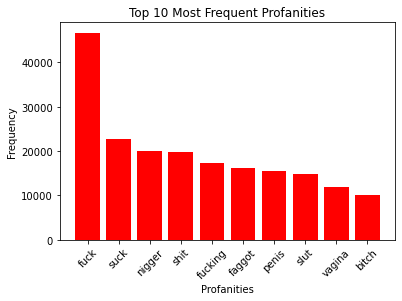 Top 10 Most Frequent Profanities
Frequency
40000
30000
20000
10000
0
fuck suck nigger shit fucking faggot penis slut vagina bitch
Profanities